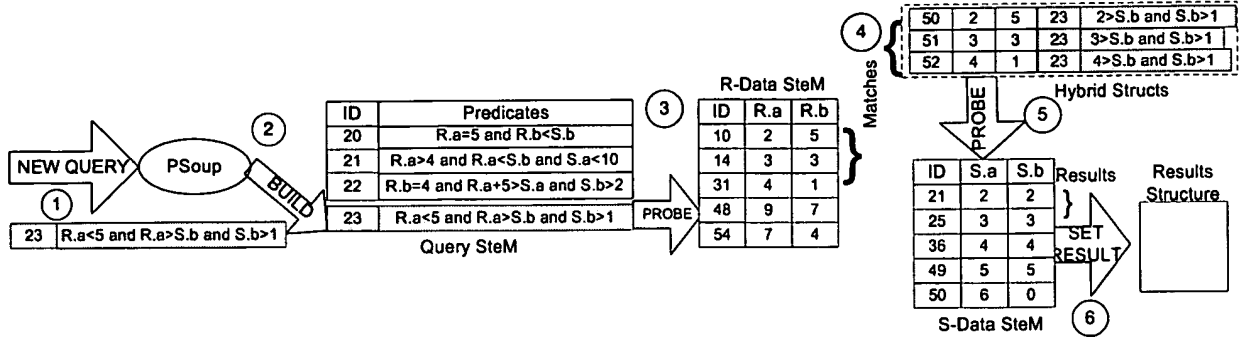 NEW QUERY
1
23 R.a<5 and R.a>S.b and S.b>1
PSoup
2
BUILD
ID Predicates
20 R.a=5 and R.b<S.b
21 R.a>4 and R.a<S.b and S.a<10
22 R.b=4 and R.a+5>S.a and S.b>2
23 R.a<5 and R.a>S.b and S.b>1
Query SteM
PROBE
3
R-Data SteM
ID R.a R.b
10 2 5
14 3 3
31 4 1
48 9 7
54 7 4
4
Matches
50 2 5 23 2>S.b and S.b>1
51 3 3 23 3>S.b and S.b>1
52 4 1 23 4>S.b and S.b>1
Hybrid Structs
PROBE
5
ID S.a S.b
21 2 2
25 3 3
36 4 4
49 5 5
50 6 0
S-Data SteM
Results
SET
RESULT
6
Results
Structure